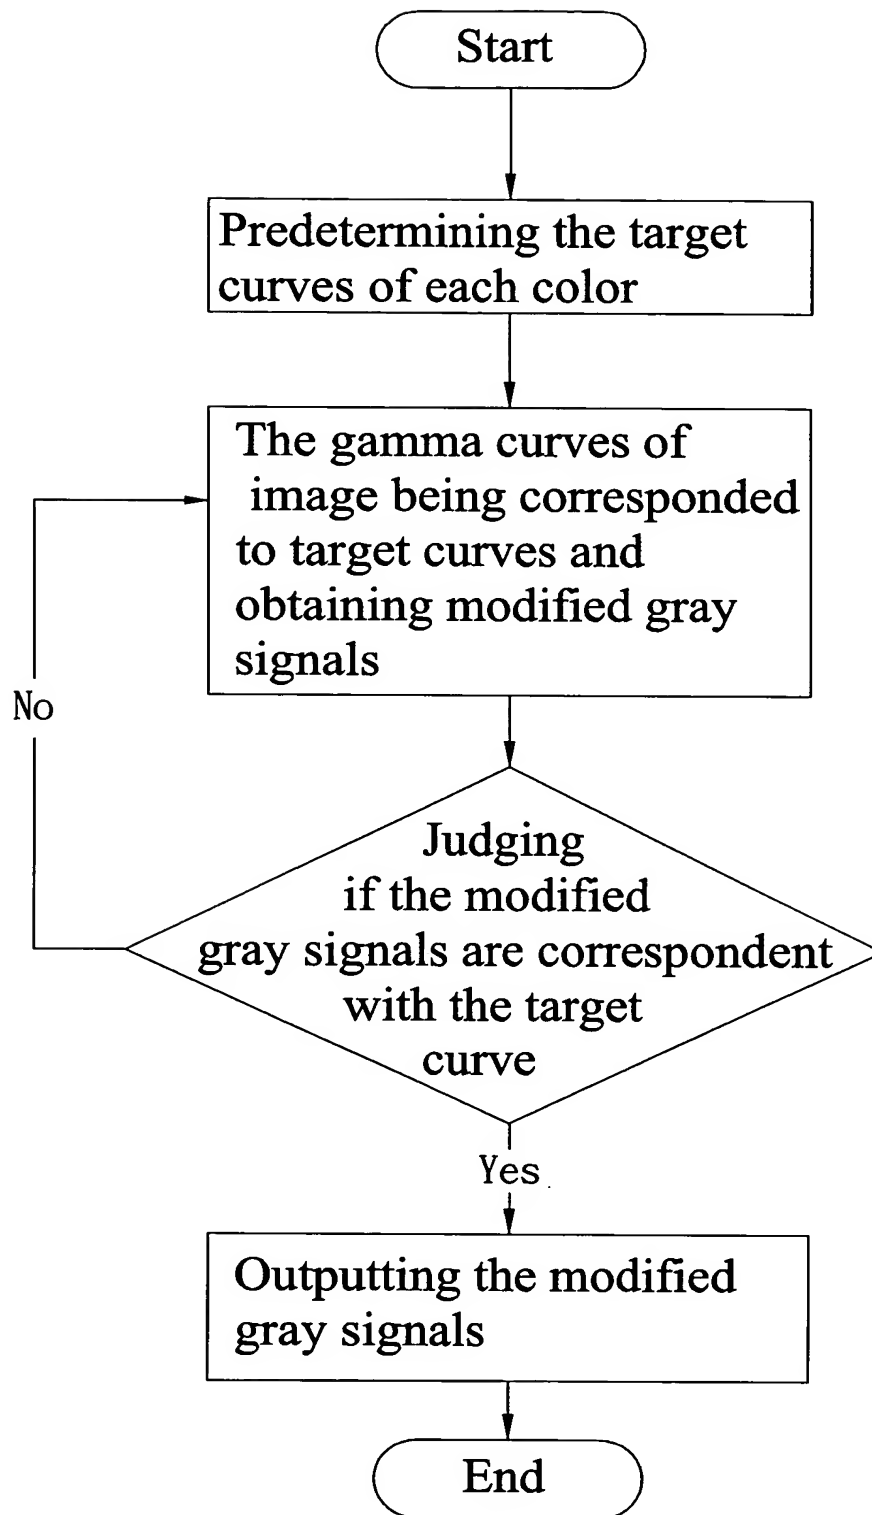 Start
Predetermining the target
curves of each color
The gamma curves of
image being corresponded
to target curves and
obtaining modified gray
signals
No
Judging
if the modified
gray signals are correspondent
with the target
curve
Yes
Outputting the modified
gray signals
End